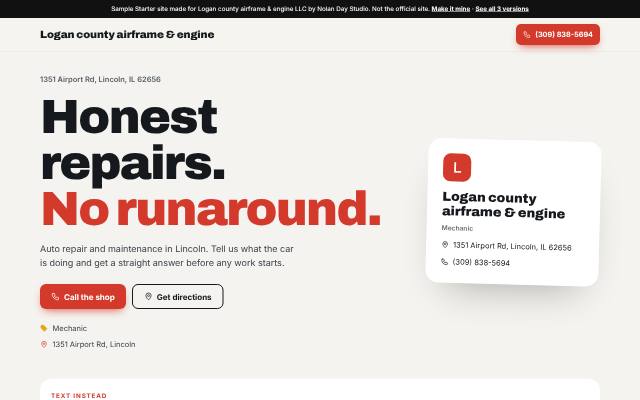 Sample Starter site made for Logan county airframe & engine LLC by Nolan Day Studio. Not the official site. Make it mine · See all 3 versions
Logan county airframe & engine
(309) 838-5694
1351 Airport Rd, Lincoln, IL 62656
Honest
repairs.
No runaround.
Auto repair and maintenance in Lincoln. Tell us what the car
is doing and get a straight answer before any work starts.
Call the shop
Get directions
Mechanic
1351 Airport Rd, Lincoln
L
Logan county
airframe & engine
Mechanic
1351 Airport Rd, Lincoln, IL 62656
(309) 838-5694
TEXT INSTEAD